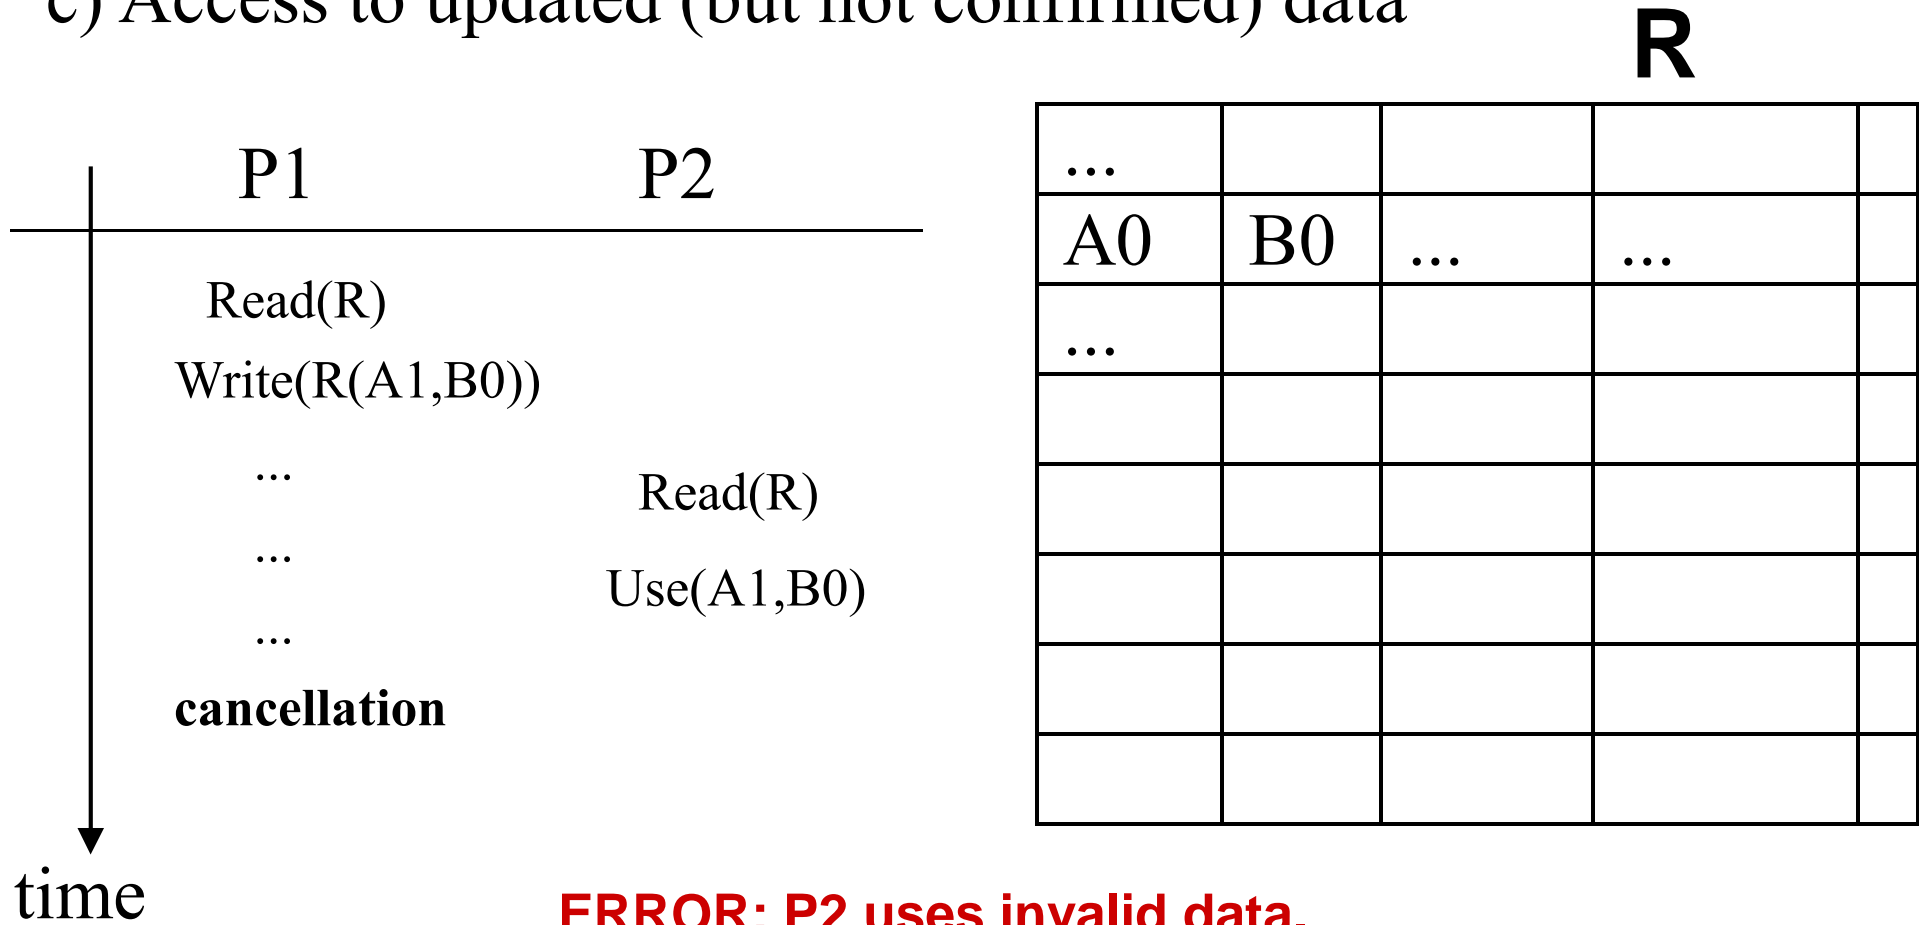 c) Access to updated (but not confirmed) data
R
P1 P2
Read(R)
Write(R(A1,B0))
...
Read(R)
...
Use(A1,B0)
...
cancellation
time
...
A0 B0 ... ...
...
ERROR: P2 uses invalid data.